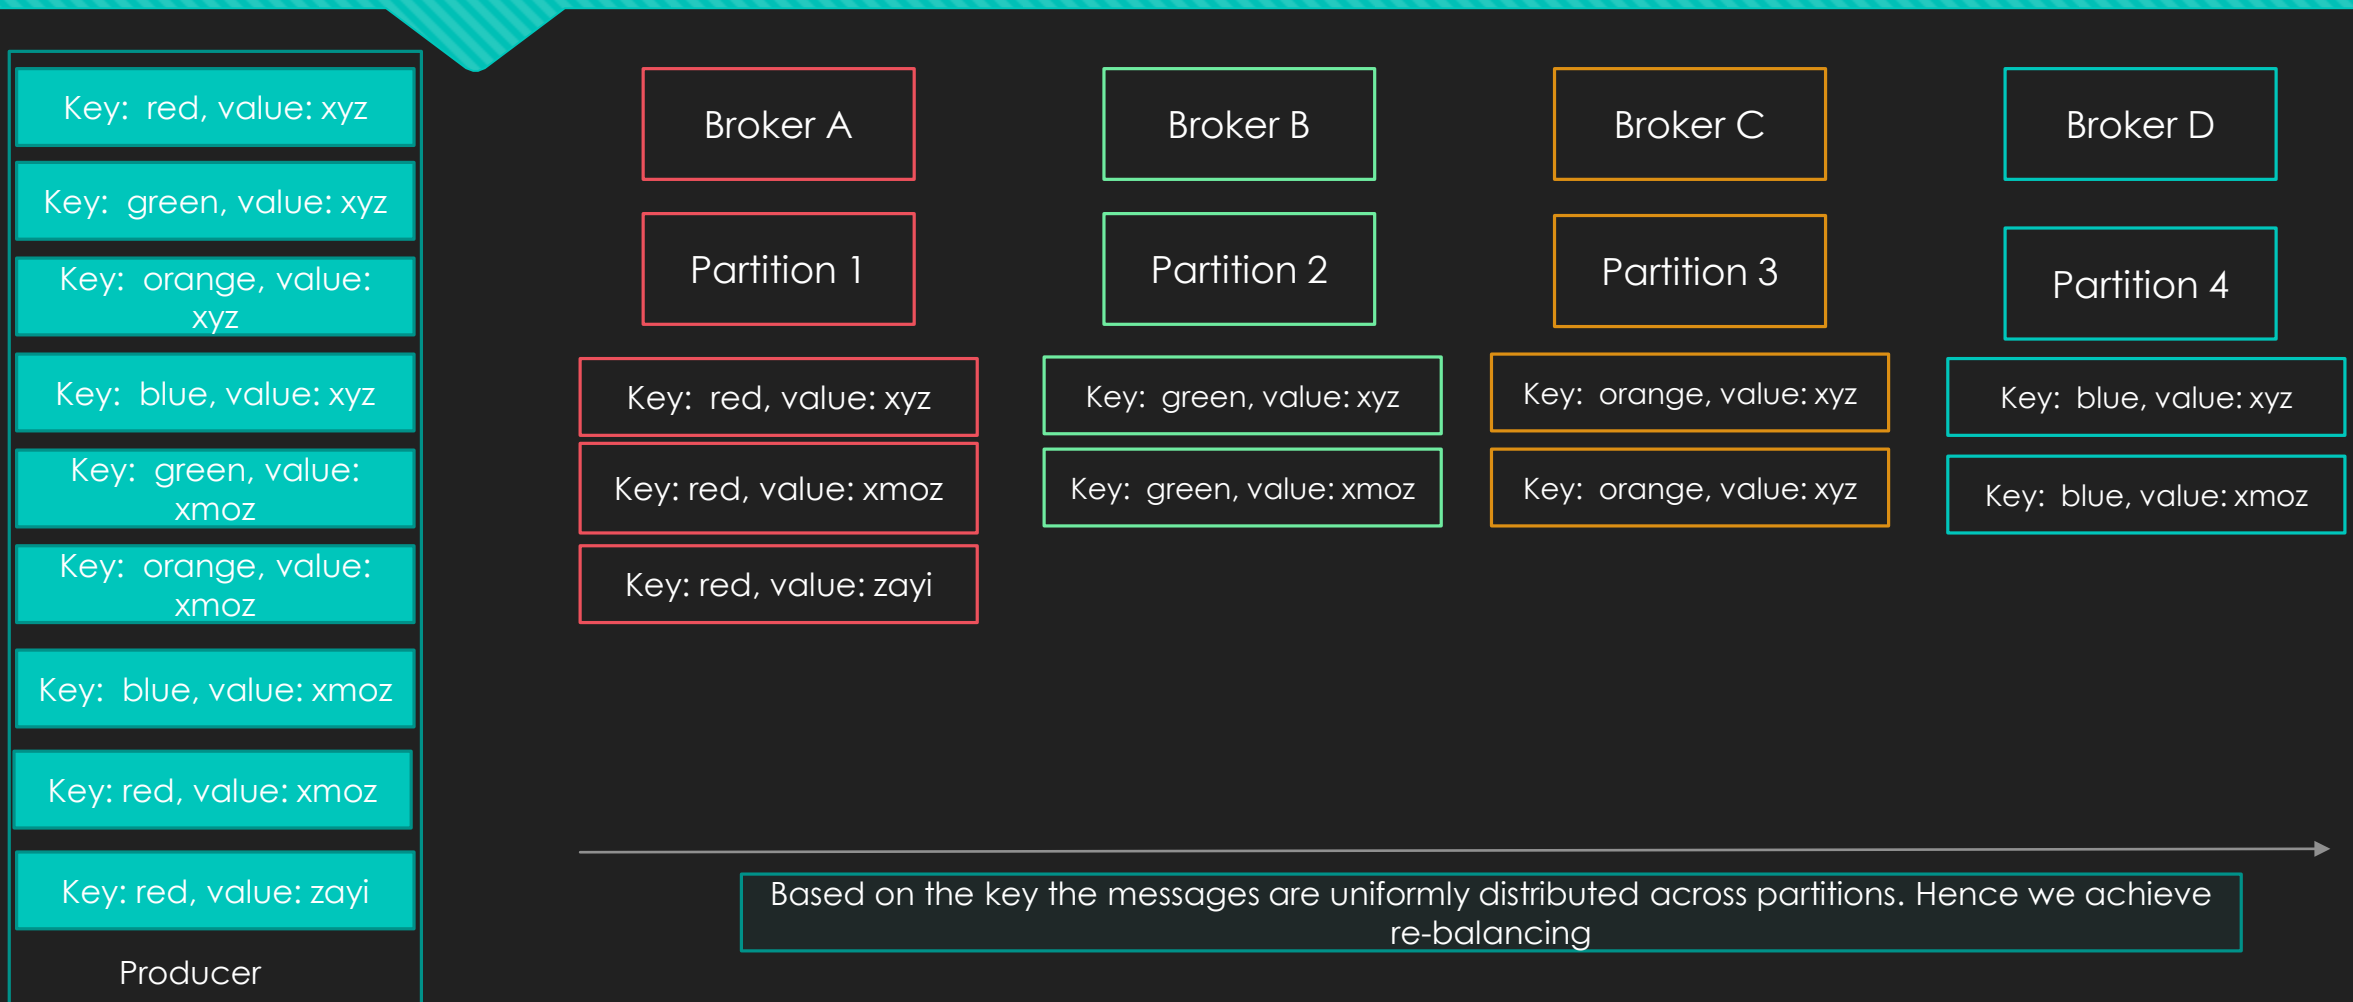 Key: red, value: xyz
Key: green, value: xyz
Key: orange, value:
xyz
Key: blue, value: xyz
Key: green, value:
xmoz
Key: orange, value:
xmoz
Key: blue, value: xmoz
Key: red, value: xmoz
Key: red, value: zayi
Producer
Broker A
Partition 1
Key: red, value: xyz
Key: red, value: xmoz
Key: red, value: zayi
Broker B
Partition 2
Key: green, value: xyz
Key: green, value: xmoz
Broker C
Partition 3
Key: orange, value: xyz
Key: orange, value: xyz
Broker D
Partition 4
Key: blue, value: xyz
Key: blue, value: xmoz
Based on the key the messages are uniformly distributed across partitions. Hence we achieve
re-balancing